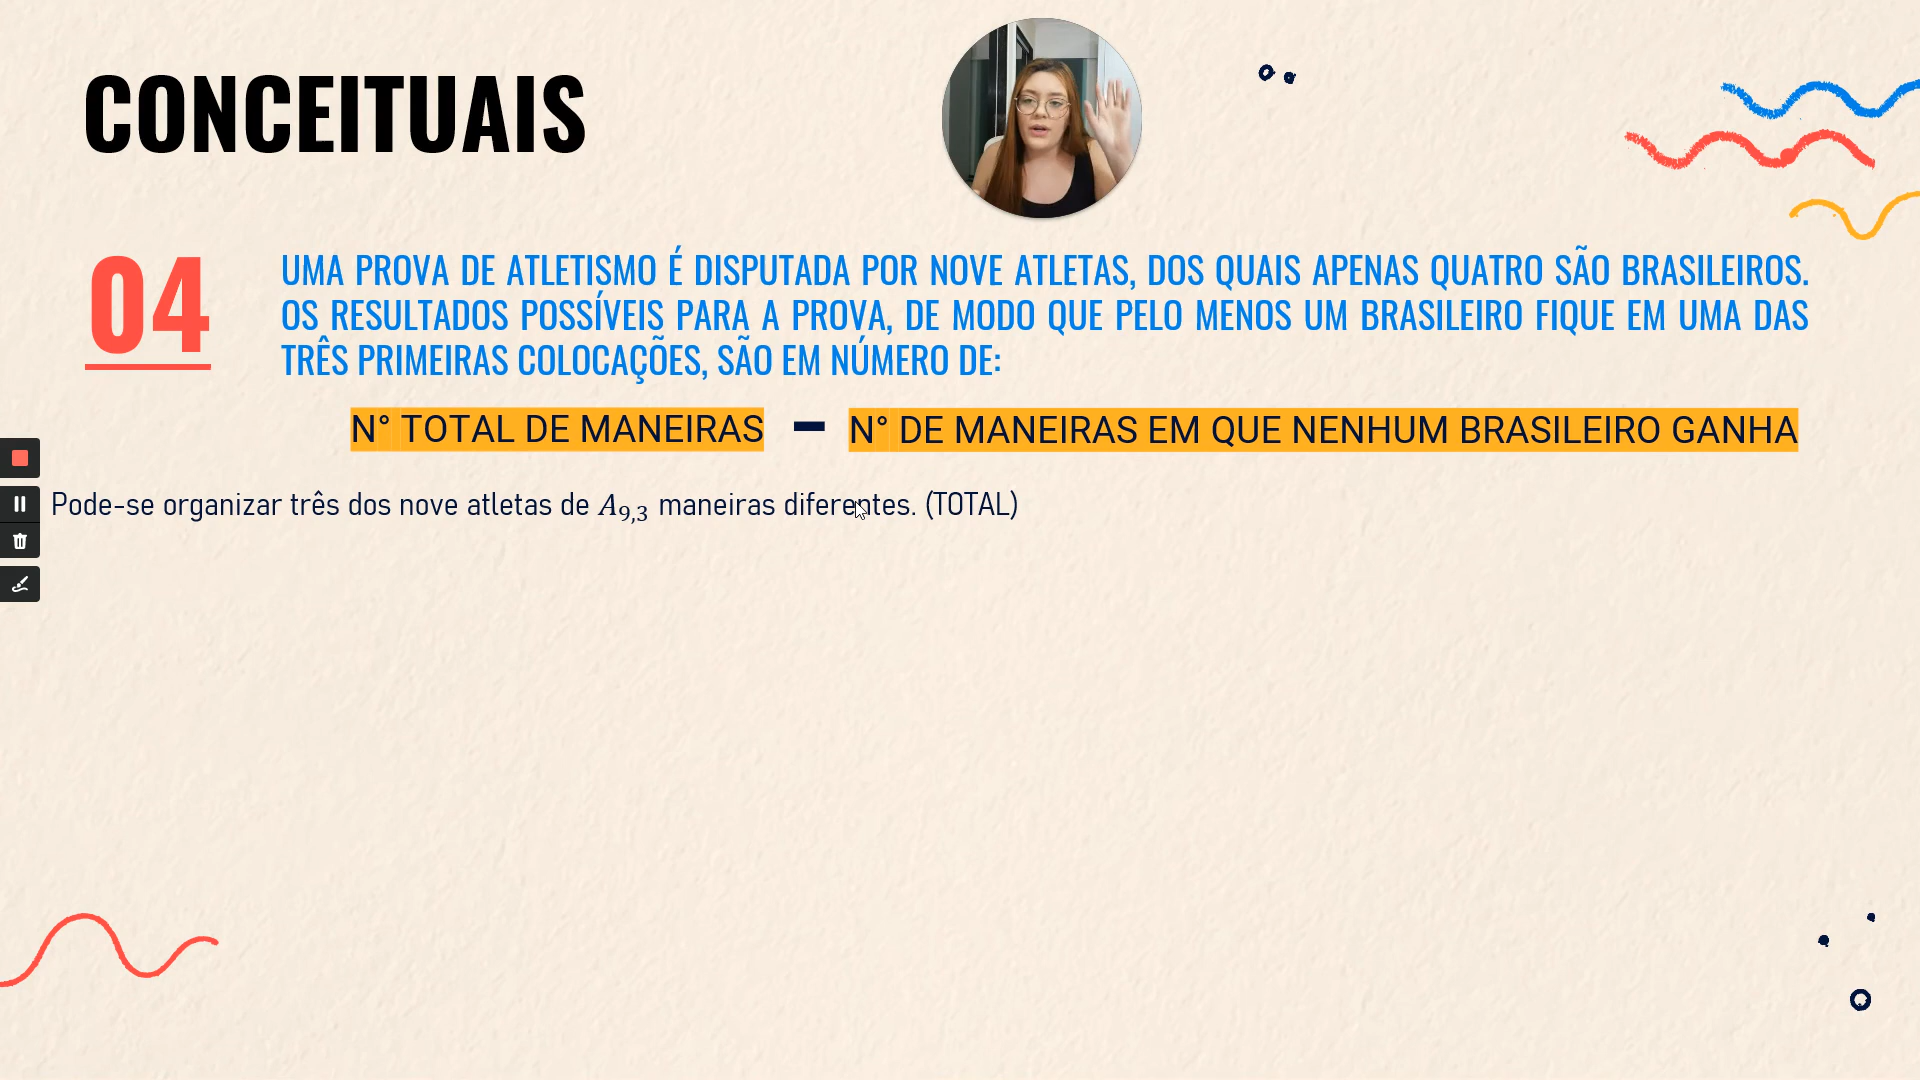 CONCEITUAIS
04
UMA PROVA DE ATLETISMO É DISPUTADA POR NOVE ATLETAS, DOS QUAIS APENAS QUATRO SÃO BRASILEIROS.
OS RESULTADOS POSSÍVEIS PARA A PROVA, DE MODO QUE PELO MENOS UM BRASILEIRO FIQUE EM UMA DAS
TRÊS PRIMEIRAS COLOCAÇÕES, SÃO EM NÚMERO DE:
N° TOTAL DE MANEIRAS - N° DE MANEIRAS EM QUE NENHUM BRASILEIRO GANHA
Pode-se organizar três dos nove atletas de A9,3 maneiras diferentes. (TOTAL)